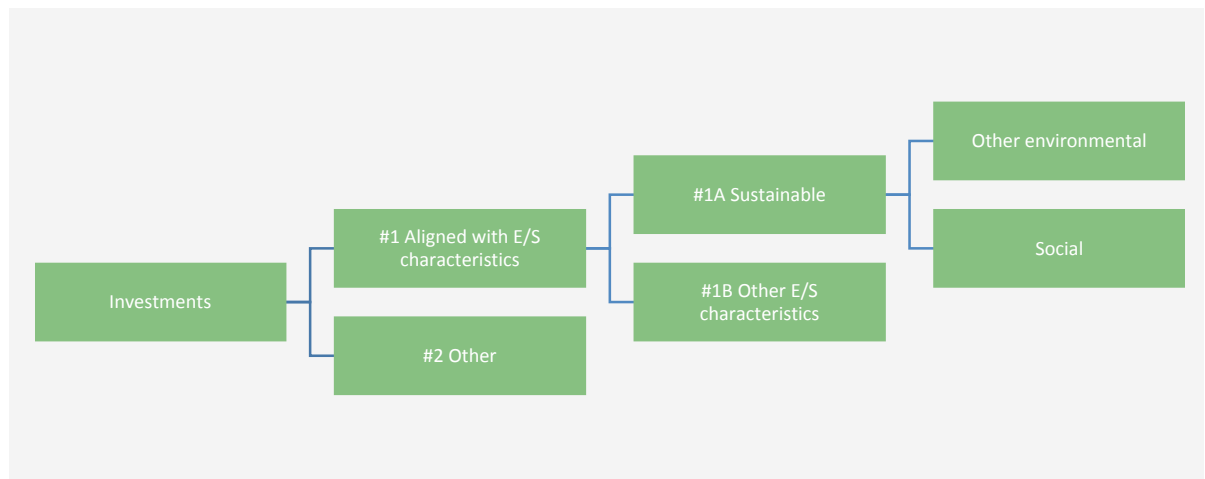 Investments
#1 Aligned with E/S
characteristics
#2 Other
#1A Sustainable
#1B Other E/S
characteristics
Other environmental
Social